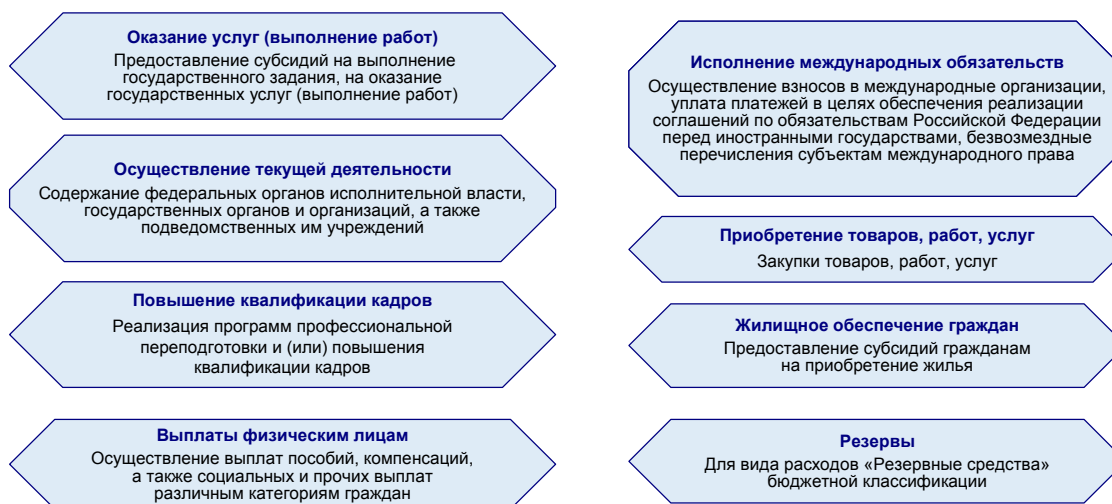 Оказание услуг (выполнение работ)
Предоставление субсидий на выполнение
государственного задания, на оказание
государственных услуг (выполнение работ)
Осуществление текущей деятельности
Содержание федеральных органов исполнительной власти,
государственных органов и организаций, а также
подведомственных им учреждений
Повышение квалификации кадров
Реализация программ профессиональной
переподготовки и (или) повышения
квалификации кадров
Выплаты физическим лицам
Осуществление выплат пособий, компенсаций,
а также социальных и прочих выплат
различным категориям граждан
Исполнение международных обязательств
Осуществление взносов в международные организации,
уплата платежей в целях обеспечения реализации
соглашений по обязательствам Российской Федерации
перед иностранными государствами, безвозмездные
перечисления субъектам международного права
Приобретение товаров, работ, услуг
Закупки товаров, работ, услуг
Жилищное обеспечение граждан
Предоставление субсидий гражданам
на приобретение жилья
Резервы
Для вида расходов «Резервные средства»
бюджетной классификации